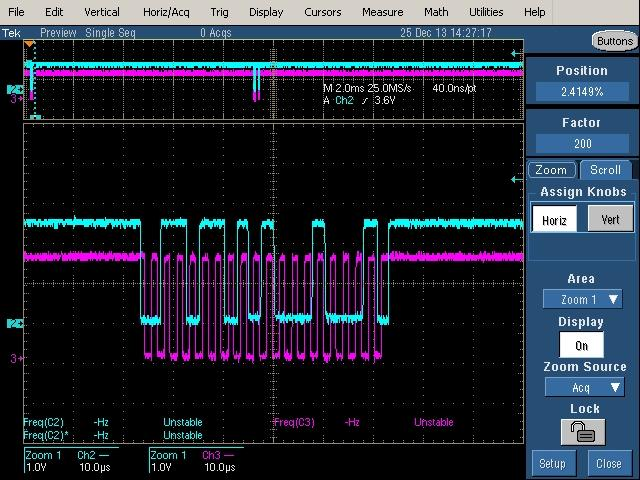 File Edit Vertical Horiz/Acq Trig Display Cursors Measure Math Utilities Help
Tek Preview Single Seq 0 Acqs 25 Dec 13 14:27:17
Buttons
Position
2.4149%
Factor
200
Zoom Scroll
Assign Knobs
Horiz Vert
Area
Zoom 1
Display
On
Zoom Source
Acq
Lock
Setup Close
2
3
M 2.0ms 25.0MS/s 40.0ns/pt
A Ch2 / 3.6V
2
3
Freq(C2) -Hz Unstable Freq(C3) -Hz Unstable
Freq(C2)* -Hz Unstable
Zoom 1 Ch2 Zoom 1 Ch3
1.0V 10.0µs 1.0V 10.0µs